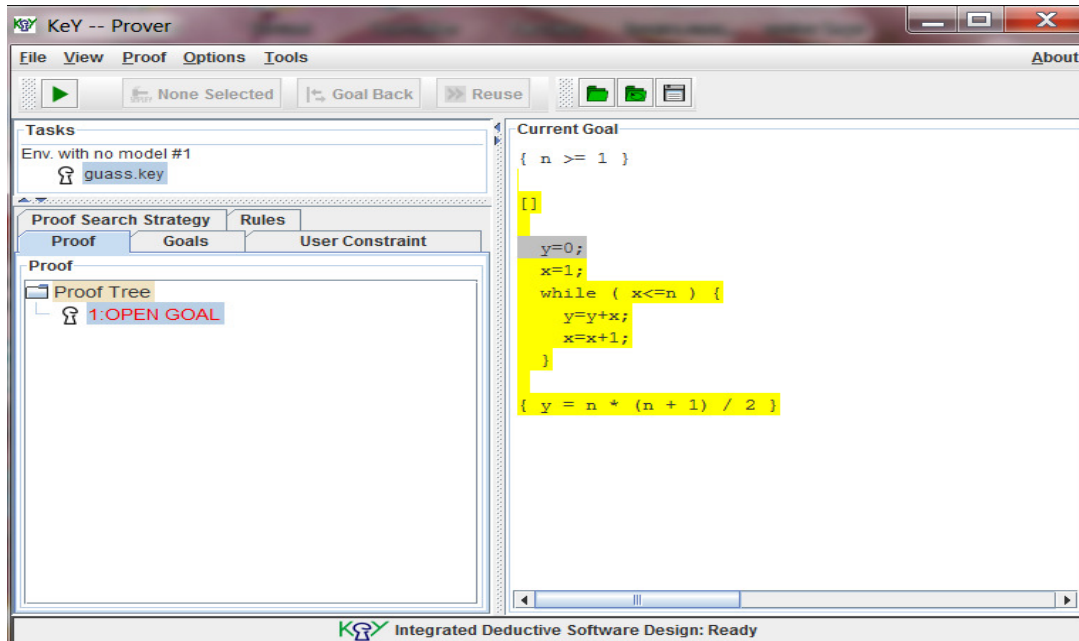 KeY -- Prover
File View Proof Options Tools About
None Selected Goal Back Reuse
Tasks
Env. with no model #1
guass.key
Proof Search Strategy Rules
Proof Goals User Constraint
Proof
Proof Tree
1:OPEN GOAL
Current Goal
{ n >= 1 }
[]
y=0;
x=1;
while ( x<=n ) {
y=y+x;
x=x+1;
}
{ y = n * (n + 1) / 2 }
KeY Integrated Deductive Software Design: Ready